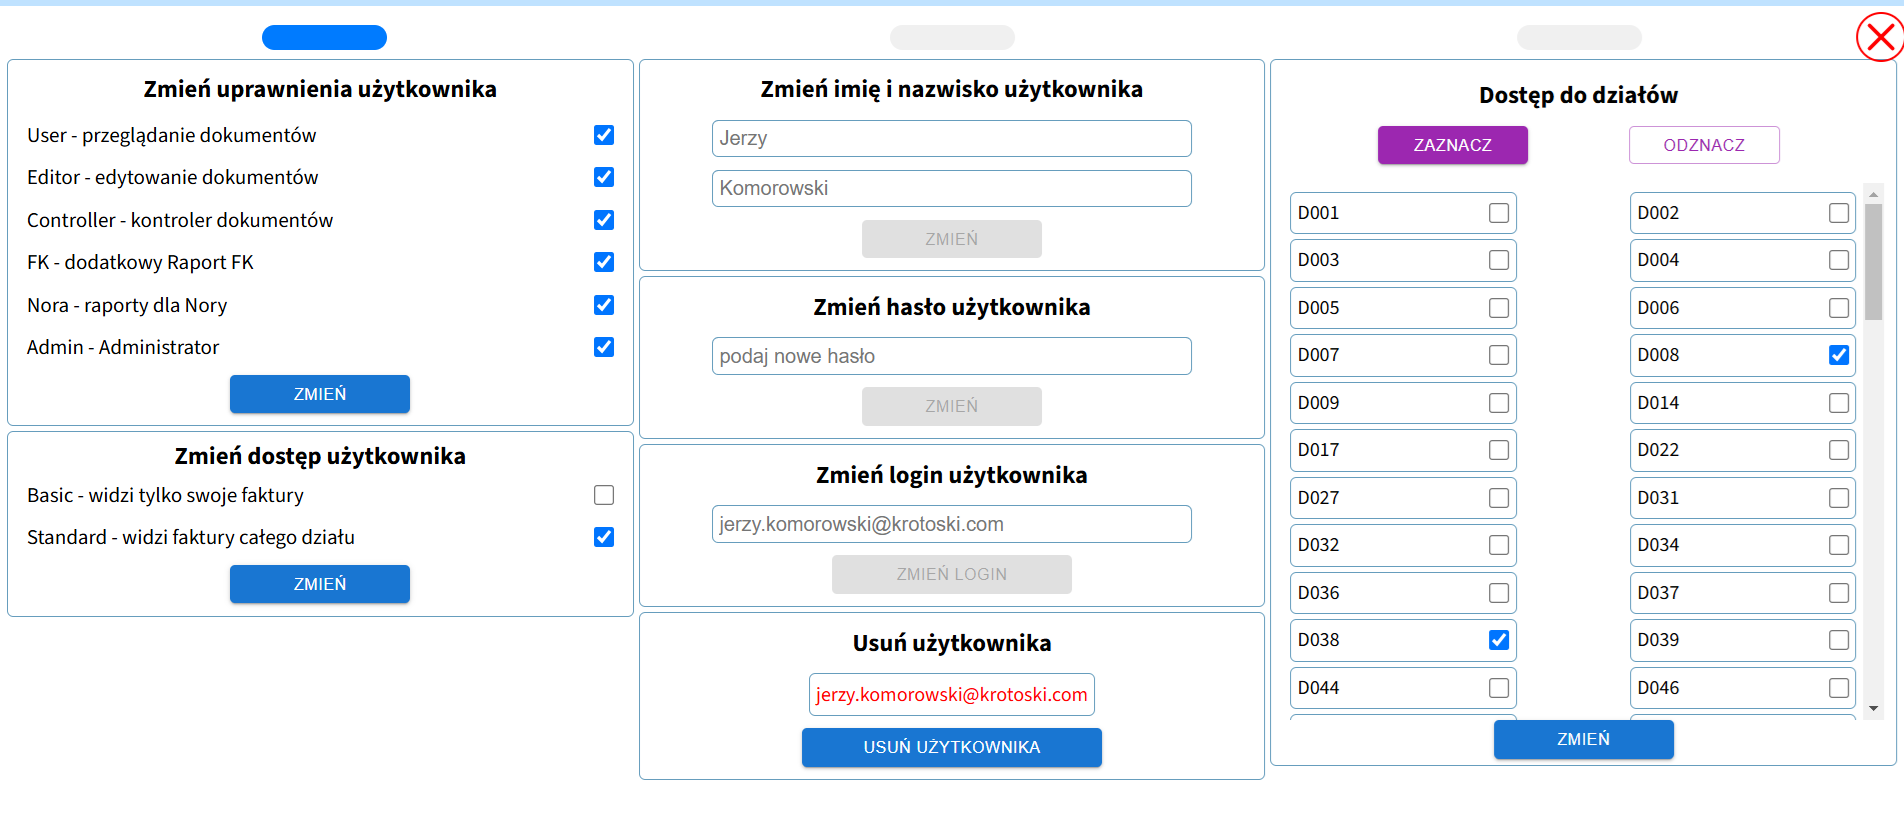 Zmień uprawnienia użytkownika
User - przeglądanie dokumentów
Editor - edytowanie dokumentów
Controller - kontroler dokumentów
FK - dodatkowy Raport FK
Nora - raporty dla Nory
Admin - Administrator
ZMIEŃ
Zmień dostęp użytkownika
Basic - widzi tylko swoje faktury
Standard - widzi faktury całego działu
ZMIEŃ
Zmień imię i nazwisko użytkownika
Jerzy
Komorowski
ZMIEŃ
Zmień hasło użytkownika
podaj nowe hasło
ZMIEŃ
Zmień login użytkownika
jerzy.komorowski@krotoski.com
ZMIEŃ LOGIN
Usuń użytkownika
jerzy.komorowski@krotoski.com
USUŃ UŻYTKOWNIKA
Dostęp do działów
ZAZNACZ ODZNACZ
D001 D002
D003 D004
D005 D006
D007 D008
D009 D014
D017 D022
D027 D031
D032 D034
D036 D037
D038 D039
D044 D046
ZMIEŃ